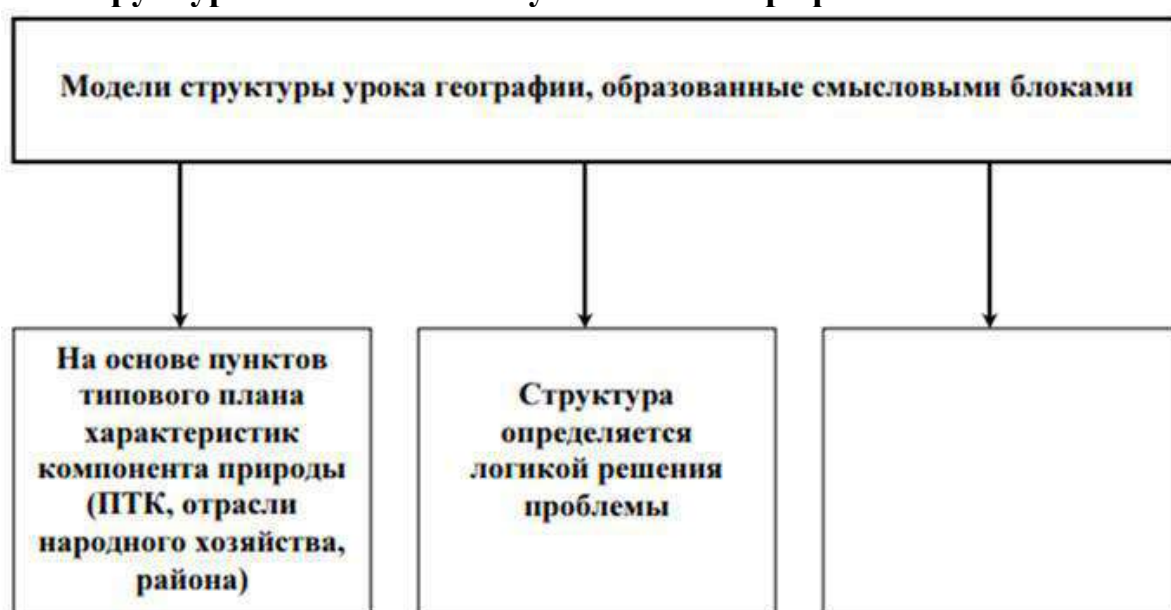 Модели структуры урока географии, образованные смысловыми блоками
На основе пунктов
типового плана
характеристик
компонента природы
(ПТК, отрасли
народного хозяйства,
района)
Структура
определяется
логикой решения
проблемы